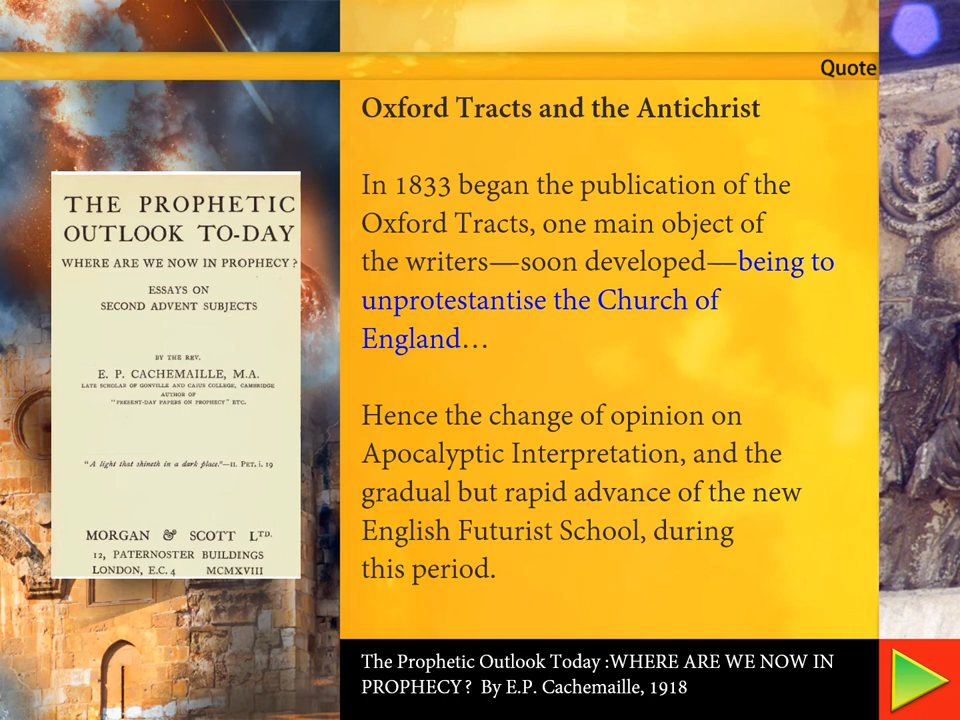 Quote
Oxford Tracts and the Antichrist
In 1833 began the publication of the
Oxford Tracts, one main object of
the writers—soon developed—being to
unprotestantise the Church of
England…
Hence the change of opinion on
Apocalyptic Interpretation, and the
gradual but rapid advance of the new
English Futurist School, during
this period.
THE PROPHETIC
OUTLOOK TO-DAY
WHERE ARE WE NOW IN PROPHECY?
ESSAYS ON
SECOND ADVENT SUBJECTS
BY THE REV.
E. P. CACHEMAILLE, M.A.
LATE SCHOLAR OF GONVILLE AND CAIUS COLLEGE, CAMBRIDGE
AUTHOR OF
"PRESENT-DAY PAPERS ON PROPHECY" ETC.
"A light that shineth in a dark place."—II. PET. i. 19
MORGAN & SCOTT LTD.
12, PATERNOSTER BUILDINGS
LONDON, E.C. 4 MCMXVIII
The Prophetic Outlook Today :WHERE ARE WE NOW IN
PROPHECY? By E.P. Cachemaille, 1918